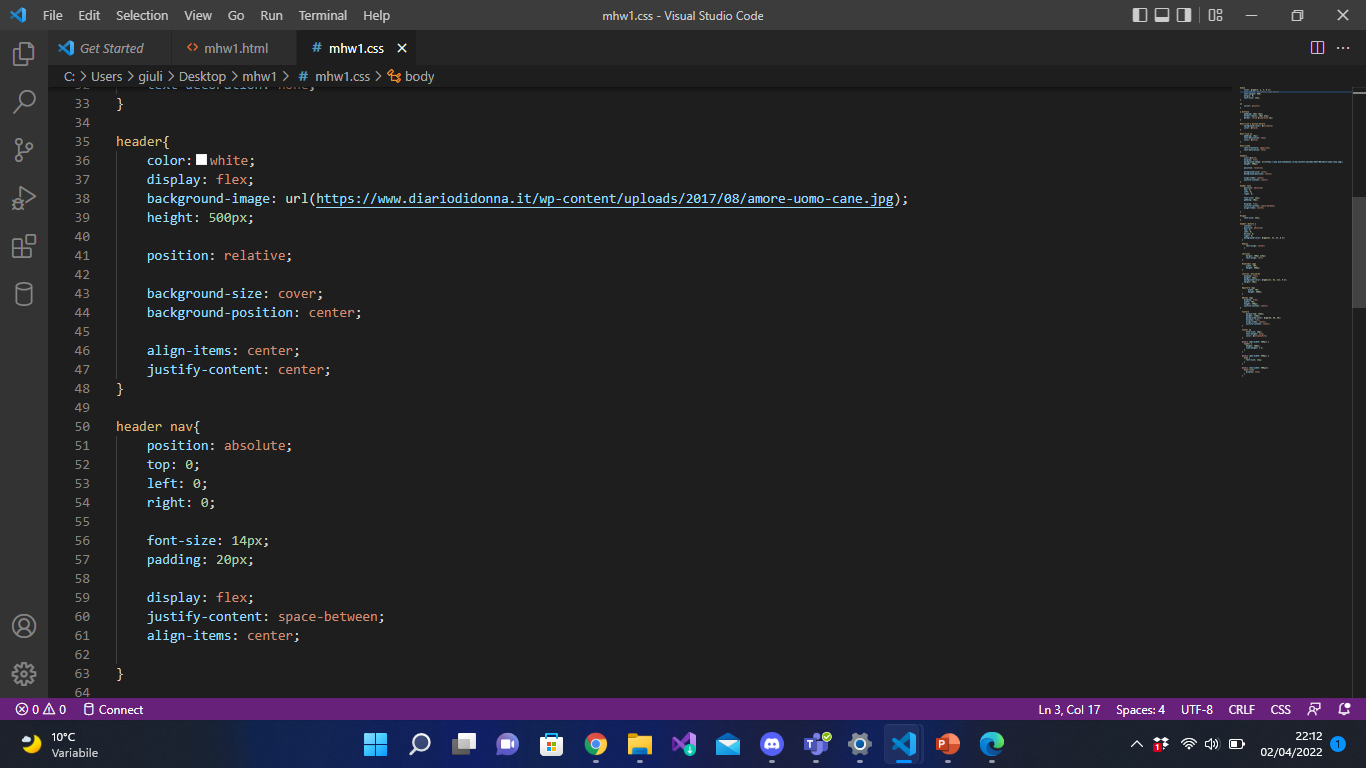 File Edit Selection View Go Run Terminal Help mhw1.css - Visual Studio Code
Get Started <> mhw1.html # mhw1.css
C: > Users > giuli > Desktop > mhw1 > # mhw1.css > body
32 text-decoration: none;
33 }
34
35 header{
36 color: white;
37 display: flex;
38 background-image: url(https://www.diariodidonna.it/wp-content/uploads/2017/08/amore-uomo-cane.jpg);
39 height: 500px;
40
41 position: relative;
42
43 background-size: cover;
44 background-position: center;
45
46 align-items: center;
47 justify-content: center;
48 }
49
50 header nav{
51 position: absolute;
52 top: 0;
53 left: 0;
54 right: 0;
55
56 font-size: 14px;
57 padding: 20px;
58
59 display: flex;
60 justify-content: space-between;
61 align-items: center;
62
63 }
64
0 0 Connect Ln 3, Col 17 Spaces: 4 UTF-8 CRLF CSS
10°C
Variabile
22:12
02/04/2022
1
1